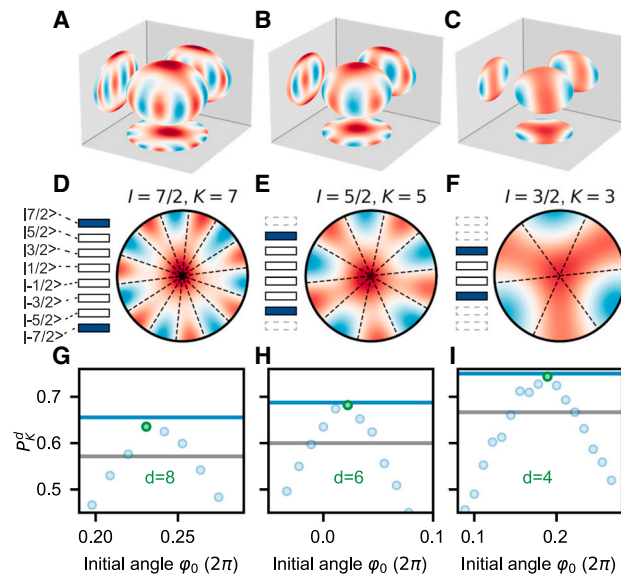 A B C
D I = 7/2, K = 7 E I = 5/2, K = 5 F I = 3/2, K = 3
|7/2>
|5/2>
|3/2>
|1/2>
|-1/2>
|-3/2>
|-5/2>
|-7/2>
G H I
0.7
0.6
0.5
P_K^d
d=8 d=6 d=4
0.20 0.25 0.0 0.1 0.1 0.2
Initial angle φ₀ (2π) Initial angle φ₀ (2π) Initial angle φ₀ (2π)